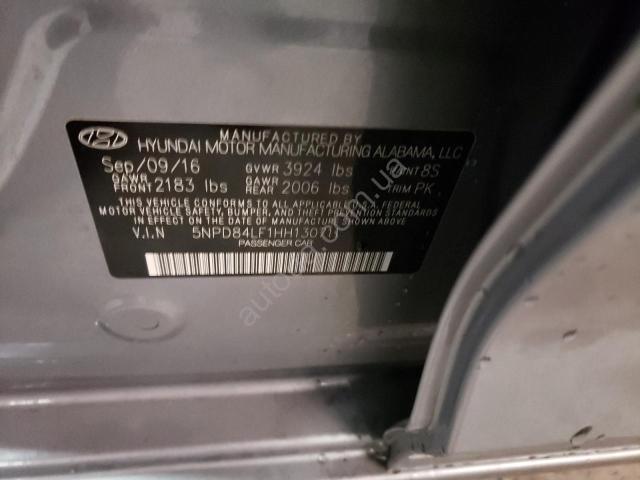 MANUFACTURED BY
HYUNDAI MOTOR MANUFACTURING ALABAMA, LLC
Sep/09/16 GVWR 3924 lbs PAINT 8S
GAWR FRONT 2183 lbs GAWR REAR 2006 lbs TRIM PK
THIS VEHICLE CONFORMS TO ALL APPLICABLE U.S. FEDERAL
MOTOR VEHICLE SAFETY, BUMPER, AND THEFT PREVENTION
STANDARDS IN EFFECT ON THE DATE OF MANUFACTURE SHOWN ABOVE.
V.I.N
PASSENGER CAR